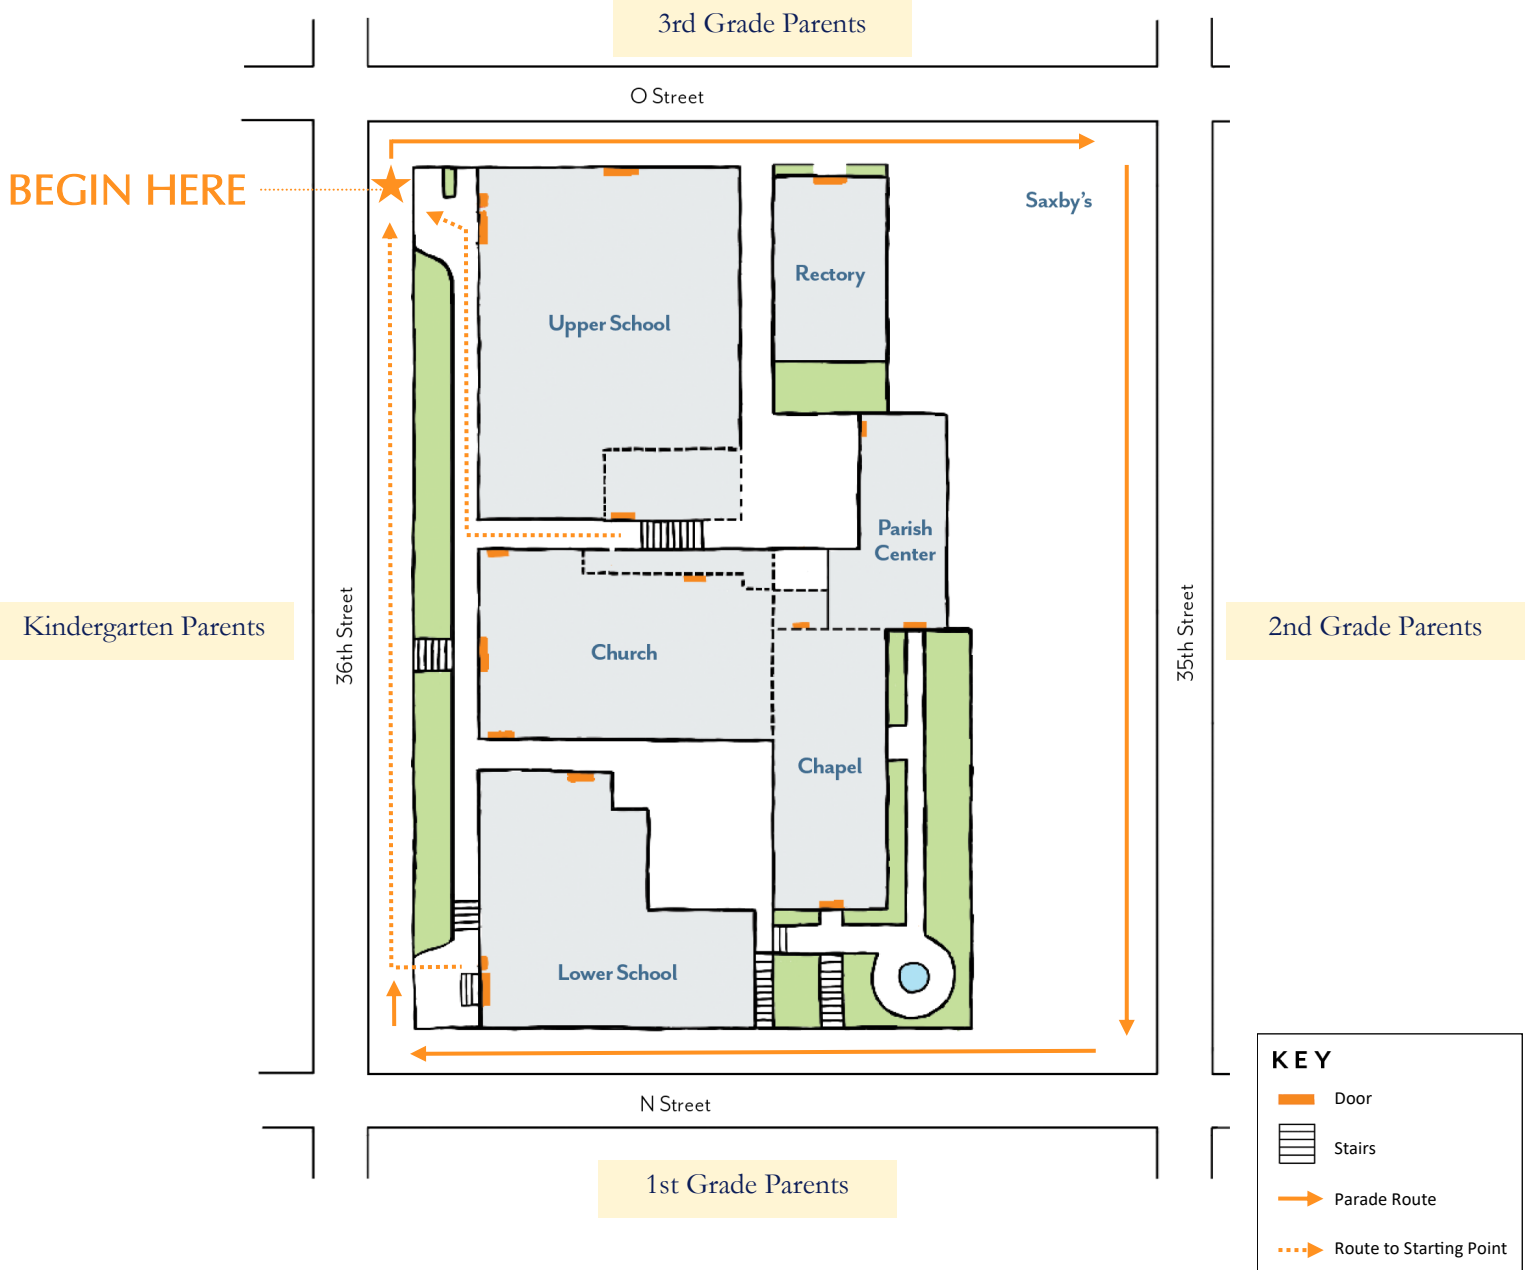 3rd Grade Parents
O Street
BEGIN HERE
Saxby's
Rectory
Upper School
Parish
Center
36th Street
35th Street
Kindergarten Parents
2nd Grade Parents
Church
Chapel
Lower School
KEY
Door
N Street
Stairs
1st Grade Parents
Parade Route
Route to Starting Point